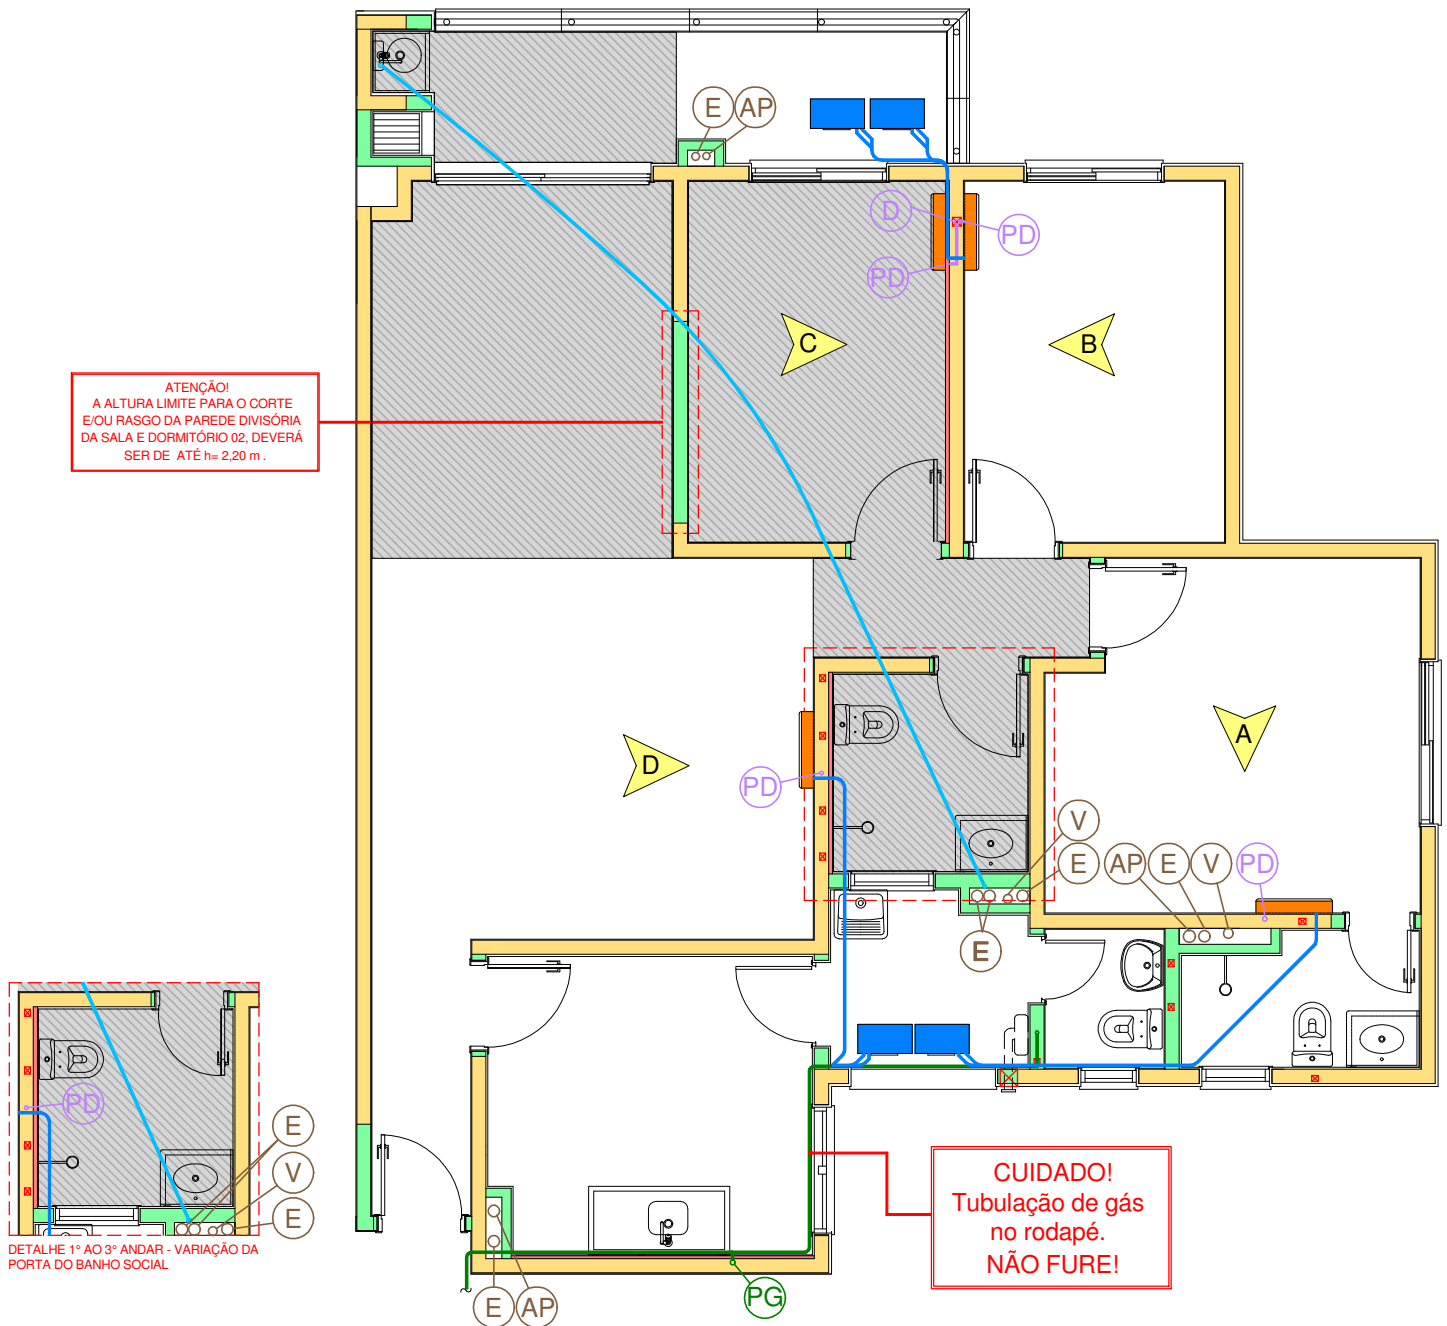 E
AP
D
PD
PD
C
B
ATENÇÃO!
A ALTURA LIMITE PARA O CORTE
E/OU RASGO DA PAREDE DIVISÓRIA
DA SALA E DORMITÓRIO 02, DEVERÁ
SER DE ATÉ h= 2,20 m .
D
A
PD
V
E
AP
E
V
PD
E
PD
E
V
E
DETALHE 1° AO 3° ANDAR - VARIAÇÃO DA
PORTA DO BANHO SOCIAL
CUIDADO!
Tubulação de gás
no rodapé.
NÃO FURE!
E
AP
PG